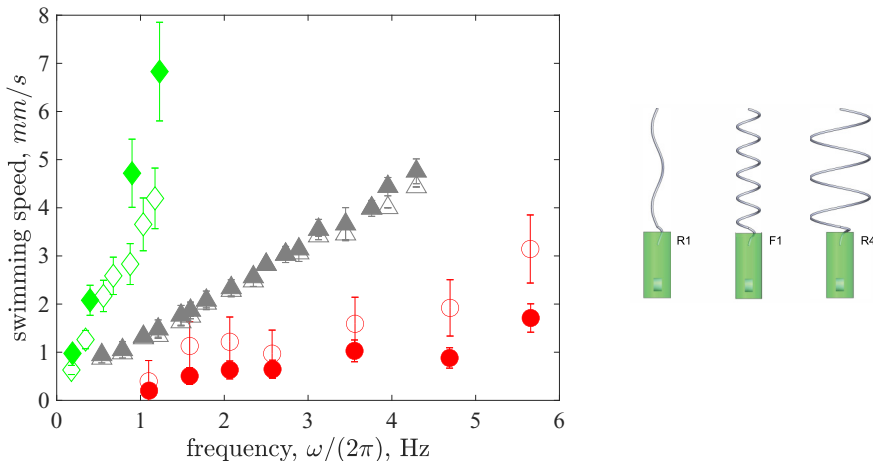 8
7
6
5
4
3
2
1
0
swimming speed, mm/s
0 1 2 3 4 5 6
frequency, ω/(2π), Hz
R1 F1 R4